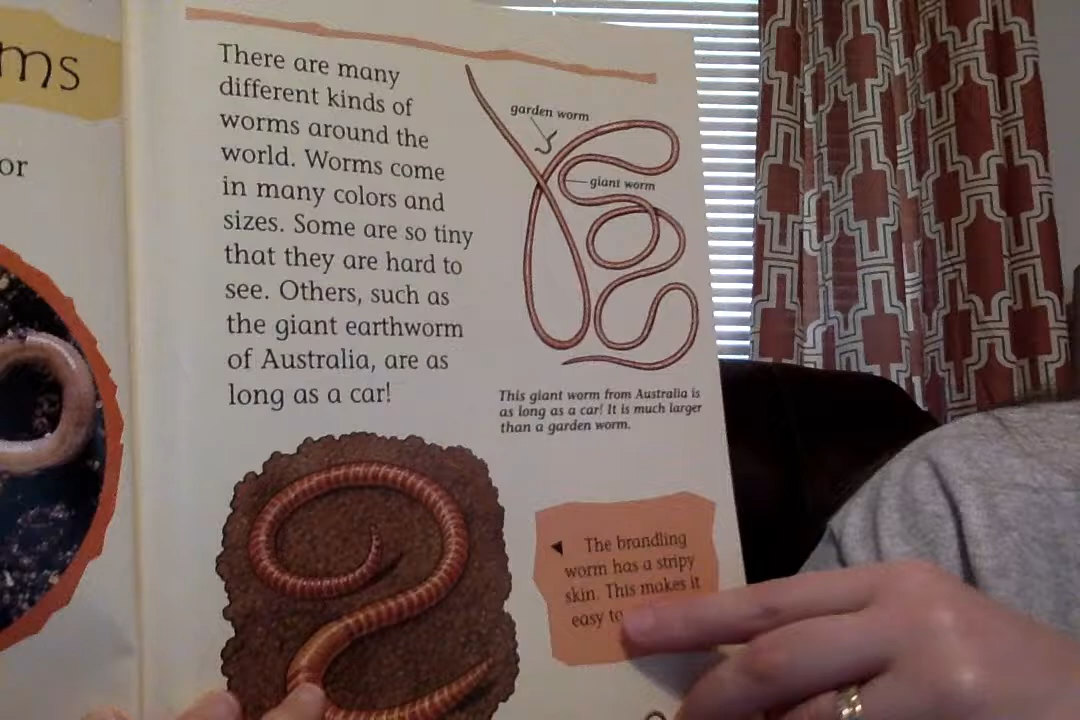 ms
or
There are many
different kinds of
worms around the
world. Worms come
in many colors and
sizes. Some are so tiny
that they are hard to
see. Others, such as
the giant earthworm
of Australia, are as
long as a car!
garden worm
giant worm
This giant worm from Australia is
as long as a car! It is much larger
than a garden worm.
The brandling
worm has a stripy
skin. This makes it
easy to